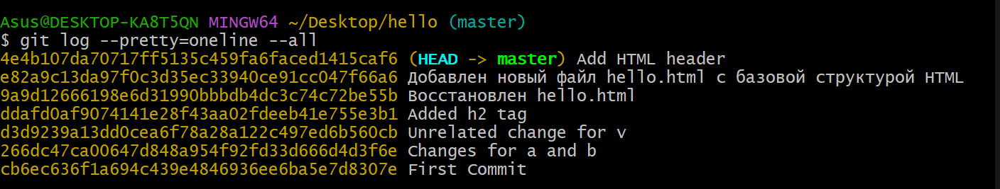 Asus@DESKTOP-KA8T5QN MINGW64 ~/Desktop/hello (master)
$ git log --pretty=oneline --all
4e4b107da70717ff5135c459fa6faced1415caf6 (HEAD -> master) Add HTML header
e82a9c13da97f0c3d35ec33940ce91cc047f66a6 Добавлен новый файл hello.html с базовой структурой HTML
9a9d12666198e6d31990bbbdb4dc3c74c72be55b Восстановлен hello.html
ddafd0af9074141e28f43aa02fdeeb41e755e3b1 Added h2 tag
d3d9239a13dd0cea6f78a28a122c497ed6b560cb Unrelated change for v
266dc47ca00647d848a954f92fd33d666d4d3f6e Changes for a and b
cb6ec636f1a694c439e4846936ee6ba5e7d8307e First Commit